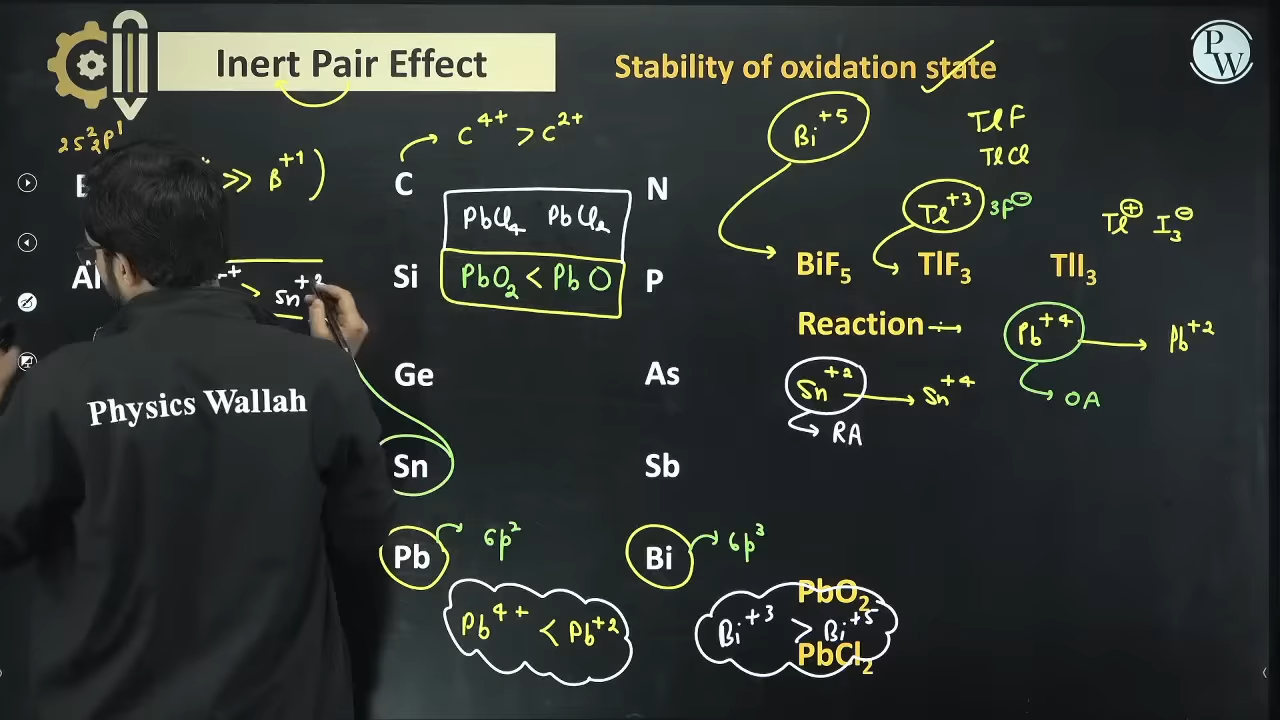 Inert Pair Effect
Stability of oxidation state
PW
2s² 2p¹
≫ B⁺¹)
C
C⁴⁺ > C²⁺
N
Bi⁺⁵
TlF
TlCl
PbCl₄ PbCl₂
Tl⁺³ 3F⊖
Tl⊕ I₃⊖
Al
Sn⁺²
Si
PbO₂ < PbO
P
BiF₅
TlF₃
TlI₃
Reaction :→
Pb⁺⁴ → Pb⁺²
OA
Ge
As
Sn⁺² → Sn⁺⁴
RA
Physics Wallah
Sn
Sb
Pb → 6p²
Bi → 6p³
Pb⁴⁺ < Pb⁺²
Bi⁺³ > Bi⁺⁵
PbO₂
PbCl₂